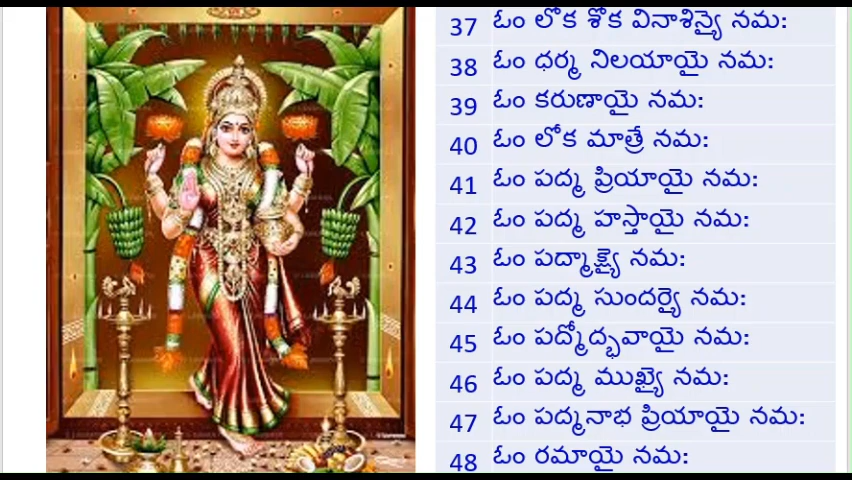 37 ఓం లోక శోక వినాశిన్యై నమ:
38 ఓం ధర్మ నిలయాయై నమ:
39 ఓం కరుణాయై నమ:
40 ఓం లోక మాత్రే నమ:
41 ఓం పద్మ ప్రియాయై నమ:
42 ఓం పద్మ హస్తాయై నమ:
43 ఓం పద్మాక్ష్యై నమ:
44 ఓం పద్మ సుందర్యై నమ:
45 ఓం పద్మోద్భవాయై నమ:
46 ఓం పద్మ ముఖ్యై నమ:
47 ఓం పద్మనాభ ప్రియాయై నమ:
48 ఓం రమాయై నమ: